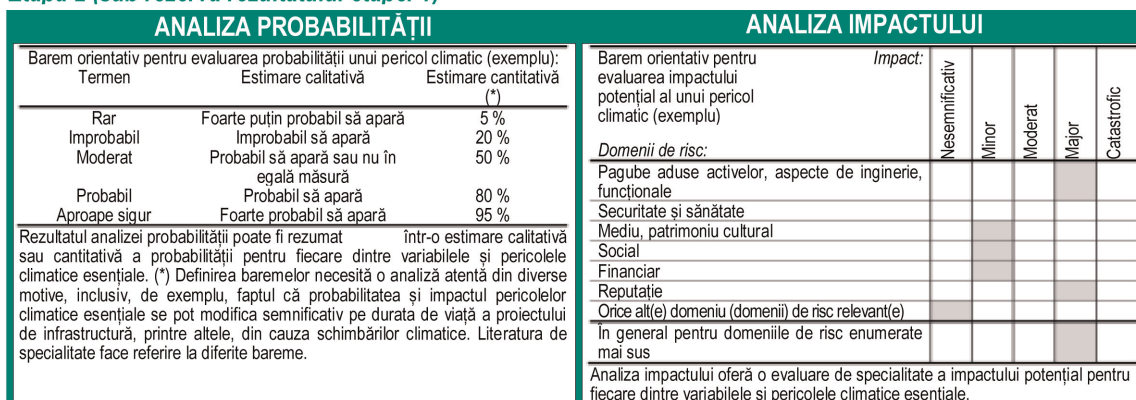 Etapa 2 (sub rezerva rezultatului etapei 1)
ANALIZA PROBABILITĂȚII
Barem orientativ pentru evaluarea probabilității unui pericol climatic (exemplu):
Termen Estimare calitativă Estimare cantitativă
(*)
Rar Foarte puțin probabil să apară 5 %
Improbabil Improbabil să apară 20 %
Moderat Probabil să apară sau nu în 50 %
egală măsură
Probabil Probabil să apară 80 %
Aproape sigur Foarte probabil să apară 95 %
Rezultatul analizei probabilității poate fi rezumat într-o estimare calitativă
sau cantitativă a probabilității pentru fiecare dintre variabilele și pericolele
climatice esențiale. (*) Definirea baremelor necesită o analiză atentă din diverse
motive, inclusiv, de exemplu, faptul că probabilitatea și impactul pericolelor
climatice esențiale se pot modifica semnificativ pe durata de viață a proiectului
de infrastructură, printre altele, din cauza schimbărilor climatice. Literatura de
specialitate face referire la diferite bareme.
ANALIZA IMPACTULUI
Barem orientativ pentru Impact:
evaluarea impactului
potențial al unui pericol
climatic (exemplu)
Domenii de risc:
Nesemnificativ
Minor
Moderat
Major
Catastrofic
Pagube aduse activelor, aspecte de inginerie,
funcționale
Securitate și sănătate
Mediu, patrimoniu cultural
Social
Financiar
Reputație
Orice alt(e) domeniu (domenii) de risc relevant(e)
În general pentru domeniile de risc enumerate
mai sus
Analiza impactului oferă o evaluare de specialitate a impactului potențial pentru
fiecare dintre variabilele și pericolele climatice esențiale.